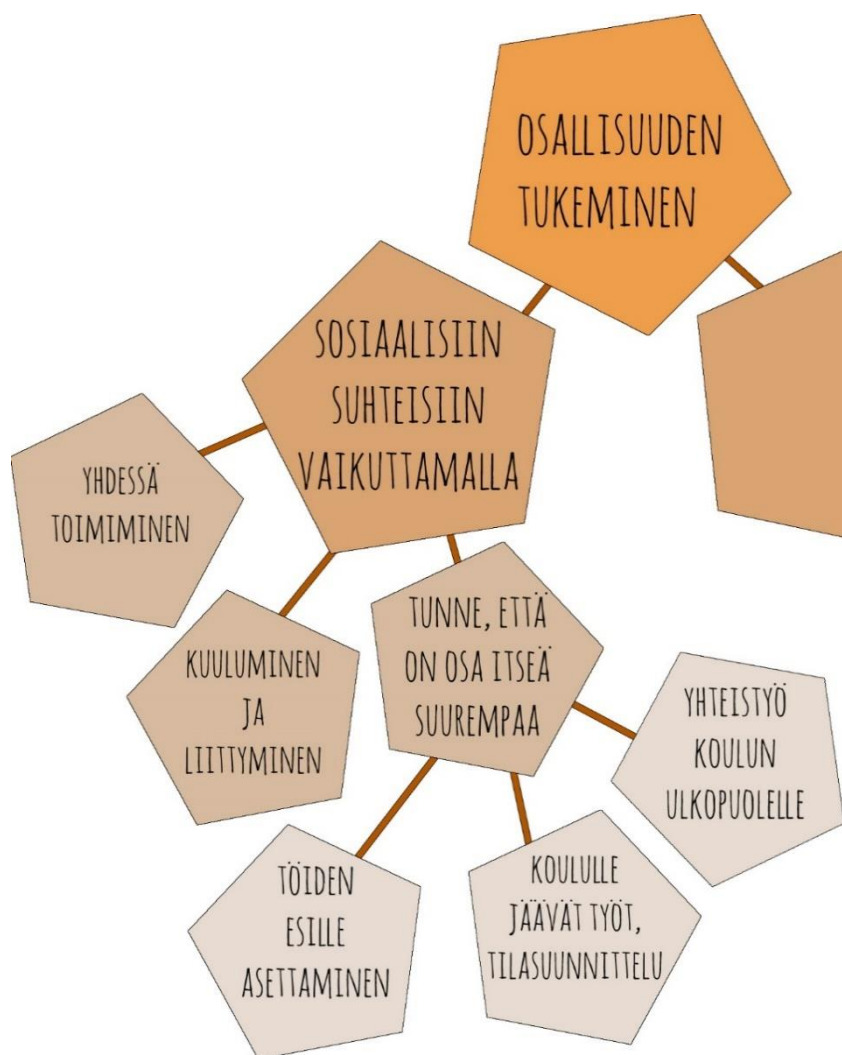 OSALLISUUDEN
TUKEMINEN
SOSIAALISIIN
SUHTEISIIN
VAIKUTTAMALLA
YHDESSÄ
TOIMIMINEN
KUULUMINEN
JA
LIITTYMINEN
TUNNE, ETTÄ
ON OSA ITSEÄ
SUUREMPAA
YHTEISTYÖ
KOULUN
ULKOPUOLELLE
TÖIDEN
ESILLE
ASETTAMINEN
KOULULLE
JÄÄVÄT TYÖT,
TILASUUNNITTELU